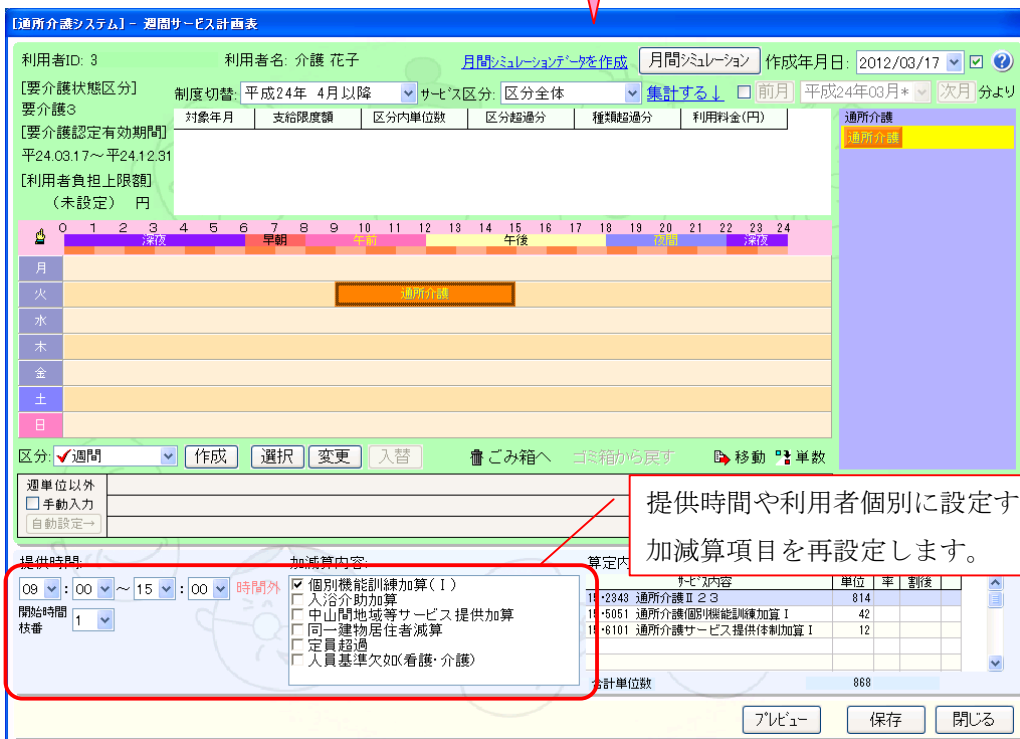 [通所介護システム] - 週間サービス計画表
利用者ID: 3 利用者名: 介護 花子 月間ｼﾐｭﾚｰｼｮﾝﾃﾞｰﾀを作成 月間ｼﾐｭﾚｰｼｮﾝ 作成年月日: 2012/03/17
[要介護状態区分] 制度切替: 平成24年 4月以降 ｻｰﾋﾞｽ区分: 区分全体 集計する↓ 前月 平成24年03月* 次月 分より
要介護3
[要介護認定有効期間]
平24.03.17～平24.12.31
[利用者負担上限額]
(未設定) 円
対象年月 支給限度額 区分内単位数 区分超過分 種類超過分 利用料金(円)
通所介護
通所介護
0 1 2 3 4 5 6 7 8 9 10 11 12 13 14 15 16 17 18 19 20 21 22 23 24
深夜 早朝 午前 午後 夜間 深夜
月
火 通所介護
水
木
金
土
日
区分: 週間 作成 選択 変更 入替 ごみ箱へ ゴミ箱から戻す 移動 単数
週単位以外
手動入力
自動設定→
提供時間や利用者個別に設定す
加減算項目を再設定します。
提供時間:
09 : 00 ～ 15 : 00 時間外
開始時間
枝番 1
加減算内容:
個別機能訓練加算(Ⅰ)
入浴介助加算
中山間地域等サービス提供加算
同一建物居住者減算
定員超過
人員基準欠如(看護・介護)
算定内
ｻｰﾋﾞｽ内容 単位 率 割後
15・2343 通所介護Ⅱ２３ 814
15・5051 通所介護個別機能訓練加算Ⅰ 42
15・6101 通所介護サービス提供体制加算Ⅰ 12
合計単位数 868
ﾌﾟﾚﾋﾞｭｰ 保存 閉じる